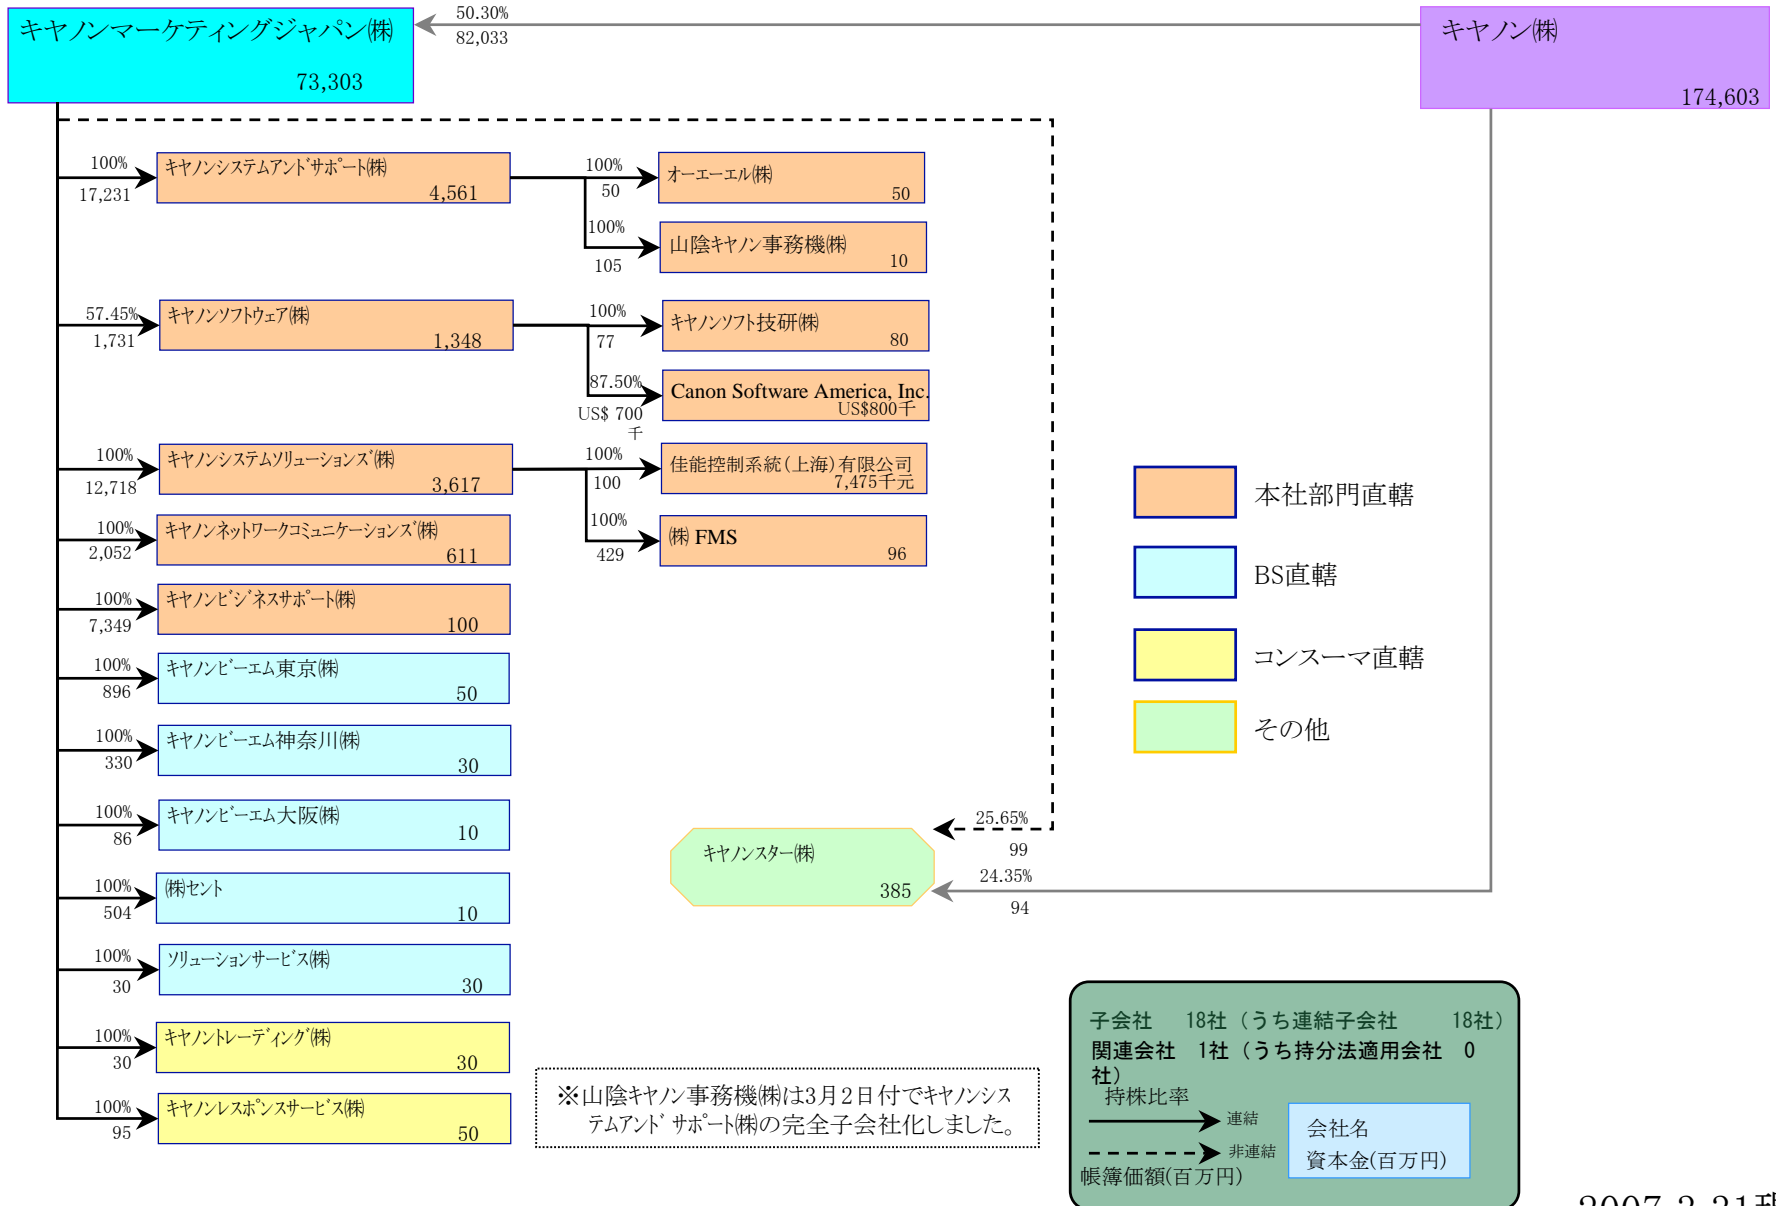 キヤノンマーケティングジャパン㈱
73,303
50.30%
82,033
キヤノン㈱
174,603
100%
17,231
キヤノンシステムアンドサポート㈱
4,561
100%
50
オーエーエル㈱
50
100%
105
山陰キヤノン事務機㈱
10
57.45%
1,731
キヤノンソフトウェア㈱
1,348
100%
77
キヤノンソフト技研㈱
80
87.50%
US$ 700
千
Canon Software America, Inc.
US$800千
100%
12,718
キヤノンシステムソリューションズ㈱
3,617
100%
100
佳能控制系統(上海)有限公司
7,475千元
100%
429
㈱ FMS
96
100%
2,052
キヤノンネットワークコミュニケーションズ㈱
611
100%
7,349
キヤノンビジネスサポート㈱
100
100%
896
キヤノンビーエム東京㈱
50
100%
330
キヤノンビーエム神奈川㈱
30
100%
86
キヤノンビーエム大阪㈱
10
100%
504
㈱セント
10
100%
30
ソリューションサービス㈱
30
100%
30
キヤノントレーディング㈱
30
100%
95
キヤノンレスポンスサービス㈱
50
本社部門直轄
BS直轄
コンスーマ直轄
その他
キヤノンスター㈱
385
25.65%
99
24.35%
94
※山陰キヤノン事務機㈱は3月2日付でキヤノンシス
テムアンドサポート㈱の完全子会社化しました。
子会社 18社（うち連結子会社 18社）
関連会社 1社（うち持分法適用会社 0
社）
持株比率
連結
非連結
帳簿価額(百万円)
会社名
資本金(百万円)